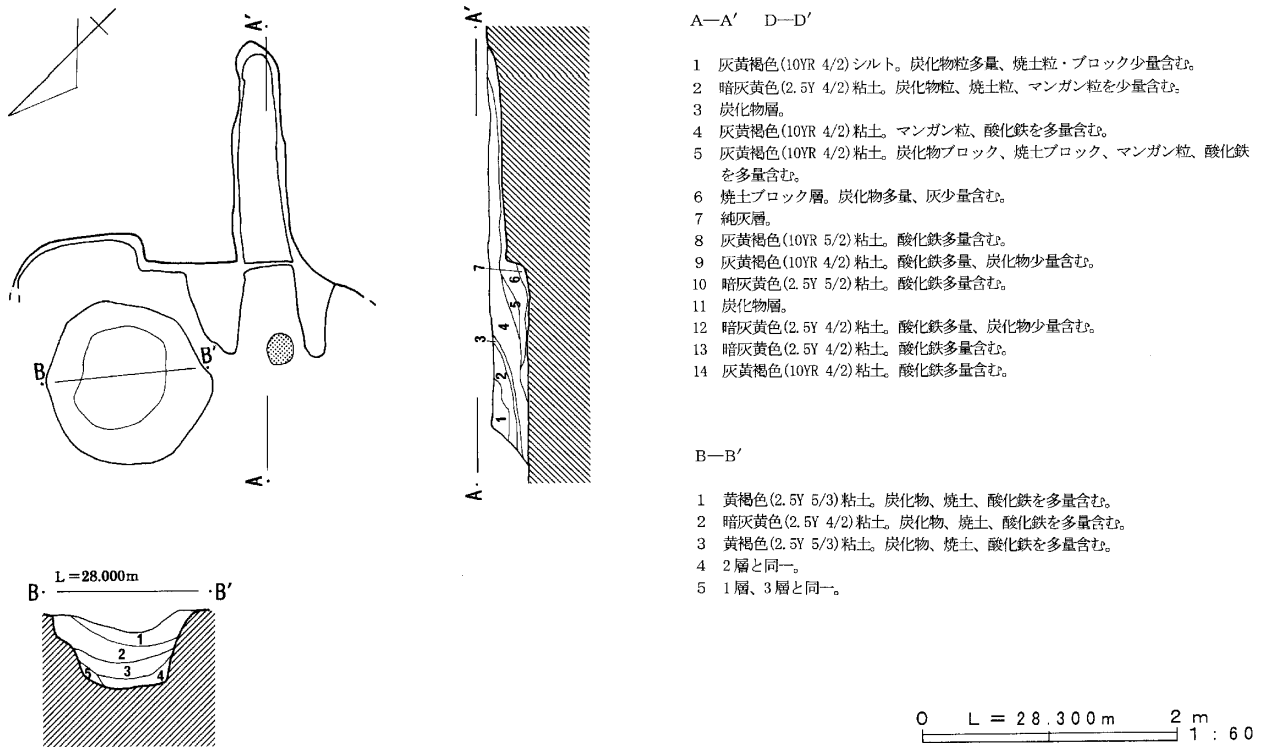 A′
A′
A—A′　D—D′
1　灰黄褐色(10YR 4/2)シルト。炭化物粒多量、焼土粒・ブロック少量含む。
2　暗灰黄色(2.5Y 4/2)粘土。炭化物粒、焼土粒、マンガン粒を少量含む。
3　炭化物層。
4　灰黄褐色(10YR 4/2)粘土。マンガン粒、酸化鉄を多量含む。
5　灰黄褐色(10YR 4/2)粘土。炭化物ブロック、焼土ブロック、マンガン粒、酸化鉄
を多量含む。
6　焼土ブロック層。炭化物多量、灰少量含む。
7　純灰層。
8　灰黄褐色(10YR 5/2)粘土。酸化鉄多量含む。
9　灰黄褐色(10YR 4/2)粘土。酸化鉄多量、炭化物少量含む。
10　暗灰黄色(2.5Y 5/2)粘土。酸化鉄多量含む。
11　炭化物層。
12　暗灰黄色(2.5Y 4/2)粘土。酸化鉄多量、炭化物少量含む。
13　暗灰黄色(2.5Y 4/2)粘土。酸化鉄多量含む。
14　灰黄褐色(10YR 4/2)粘土。酸化鉄多量含む。
7
6
5
4
3
2
1
B
B′
A
A
B—B′
1　黄褐色(2.5Y 5/3)粘土。炭化物、焼土、酸化鉄を多量含む。
2　暗灰黄色(2.5Y 4/2)粘土。炭化物、焼土、酸化鉄を多量含む。
3　黄褐色(2.5Y 5/3)粘土。炭化物、焼土、酸化鉄を多量含む。
4　2層と同一。
5　1層、3層と同一。
L=28.000m
B
B′
1
2
3
5
4
0　L = 28.300m　2 m
1 : 60